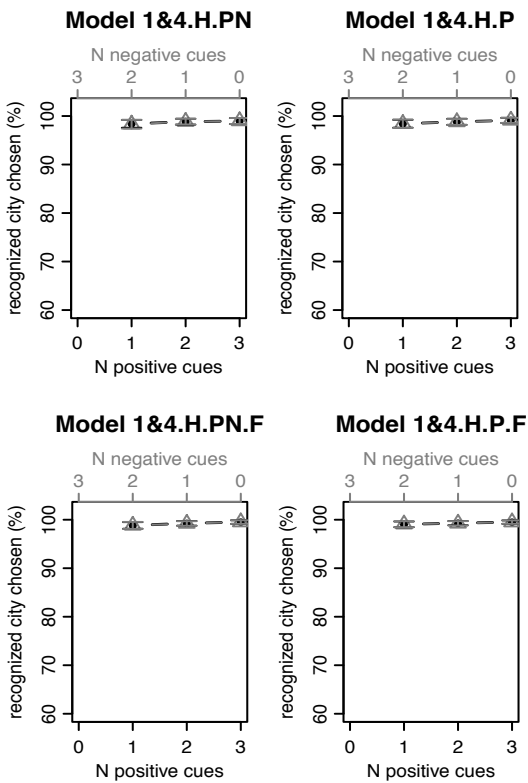 Model 1&4.H.PN
N negative cues
3 2 1 0
recognized city chosen (%)
100
90
80
70
60
0 1 2 3
N positive cues
Model 1&4.H.P
N negative cues
3 2 1 0
recognized city chosen (%)
100
90
80
70
60
0 1 2 3
N positive cues
Model 1&4.H.PN.F
N negative cues
3 2 1 0
recognized city chosen (%)
100
90
80
70
60
0 1 2 3
N positive cues
Model 1&4.H.P.F
N negative cues
3 2 1 0
recognized city chosen (%)
100
90
80
70
60
0 1 2 3
N positive cues